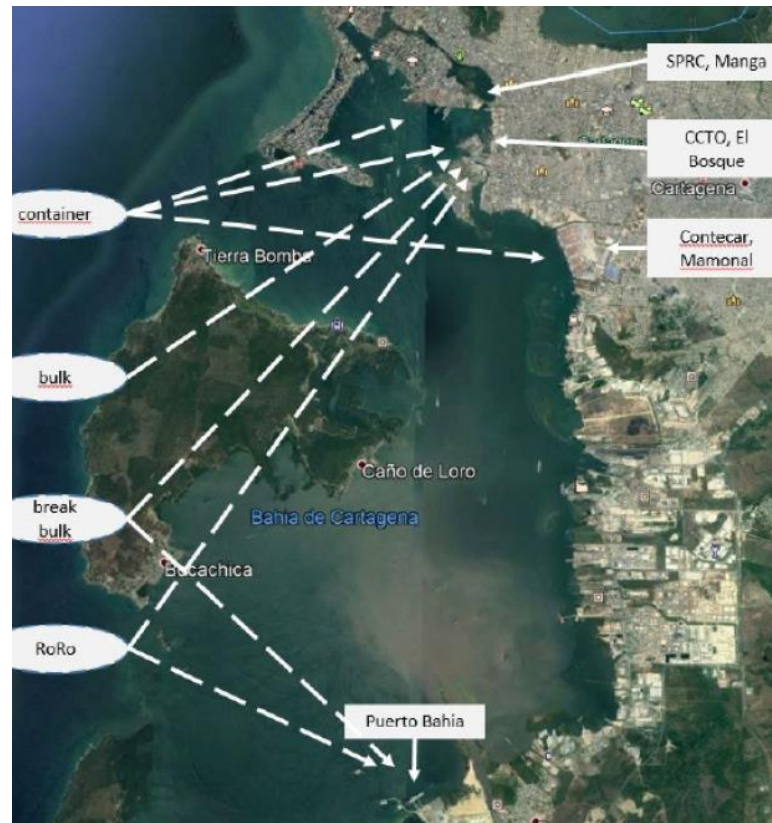 SPRC, Manga
CCTO, El
Bosque
Cartagena
container
Contecar,
Mamonal
Tierra Bomba
bulk
Caño de Loro
break
bulk
Bahia de Cartagena
Bocachica
RoRo
Puerto Bahia